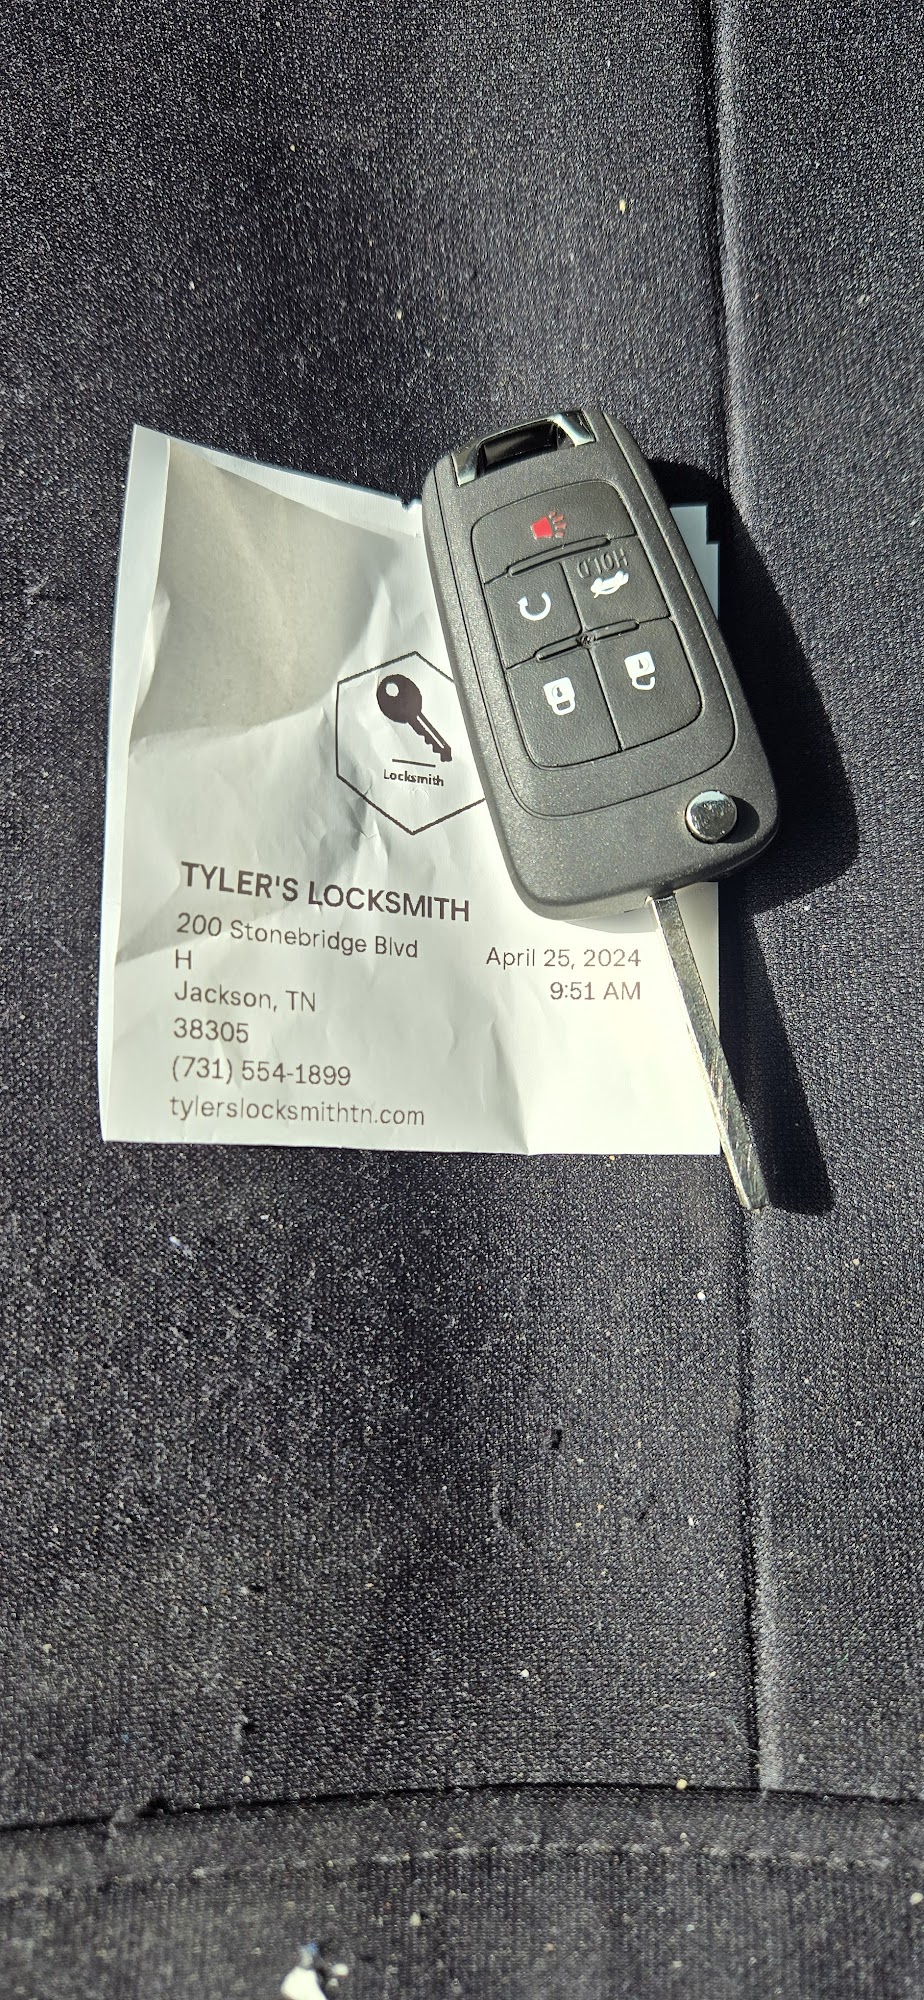 HOLD
Locksmith
TYLER'S LOCKSMITH
200 Stonebridge Blvd
H
Jackson, TN
38305
(731) 554-1899
tylerslocksmithtn.com
April 25, 2024
9:51 AM